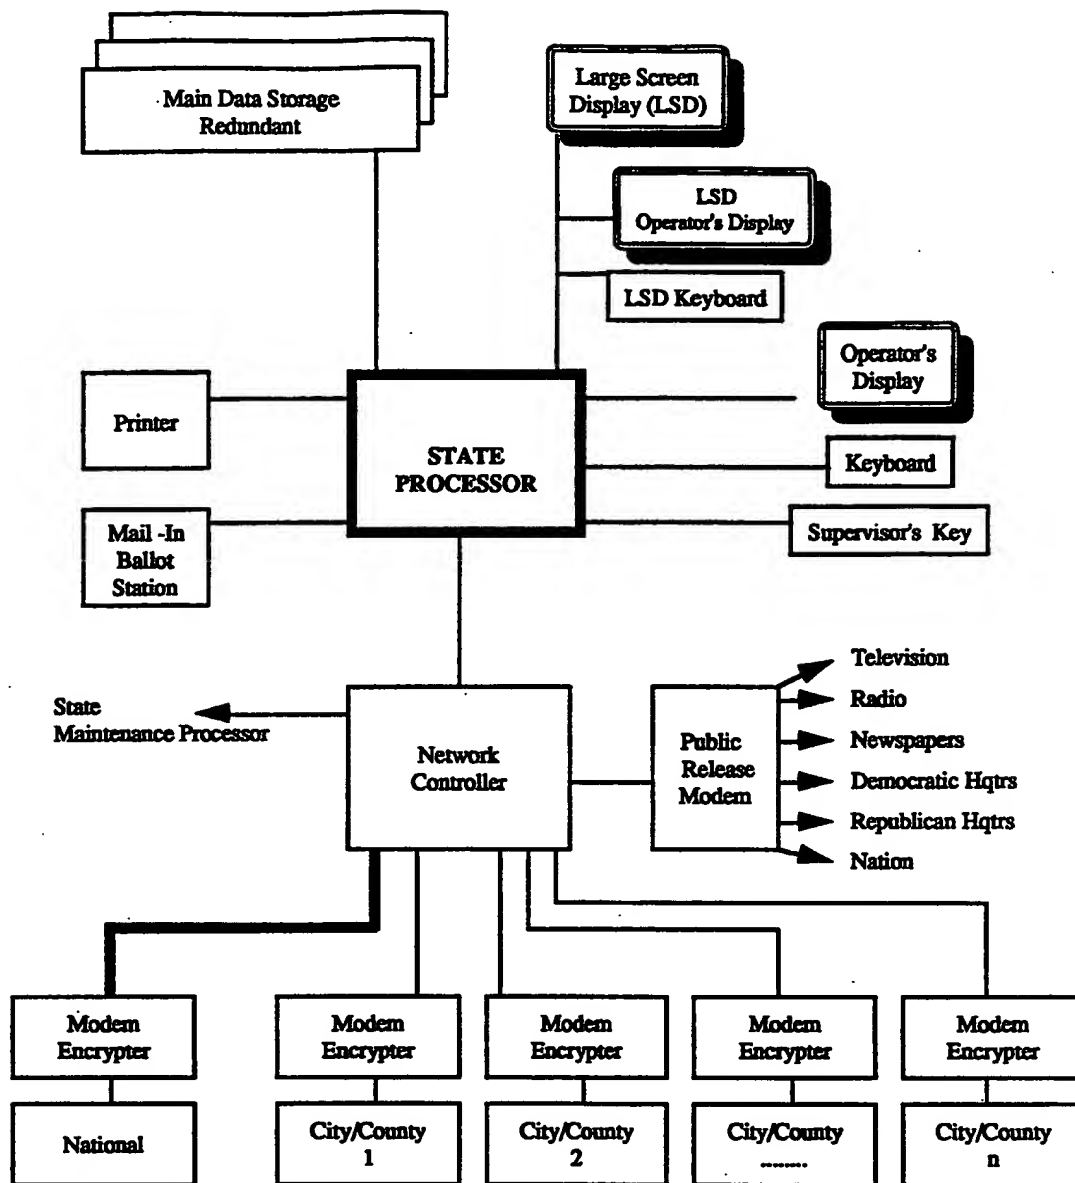 Main Data Storage
Redundant
Large Screen
Display (LSD)
LSD
Operator's Display
LSD Keyboard
Operator's
Display
Printer
STATE
PROCESSOR
Keyboard
Mail -In
Ballot
Station
Supervisor's Key
State
Maintenance Processor
Network
Controller
Public
Release
Modem
Television
Radio
Newspapers
Democratic Hqtrs
Republican Hqtrs
Nation
Modem
Encrypter
Modem
Encrypter
Modem
Encrypter
Modem
Encrypter
Modem
Encrypter
National
City/County
1
City/County
2
City/County
........
City/County
n